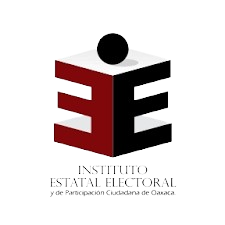 INSTITUTO
ESTATAL ELECTORAL
y de Participación Ciudadana de Oaxaca.